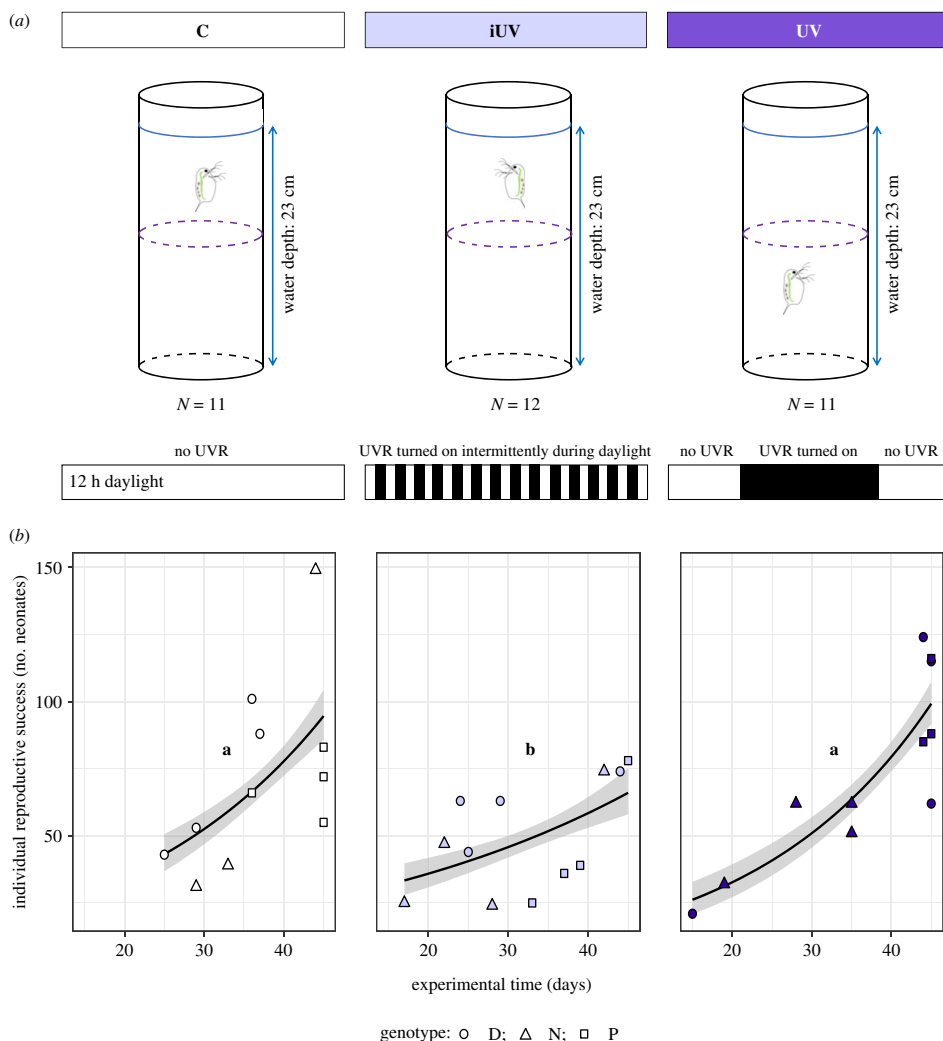 (a)
C
iUV
UV
water depth: 23 cm
water depth: 23 cm
water depth: 23 cm
N = 11
N = 12
N = 11
no UVR
UVR turned on intermittently during daylight
no UVR
UVR turned on
no UVR
12 h daylight
(b)
individual reproductive success (no. neonates)
150
100
50
a
b
a
20
30
40
20
30
40
20
30
40
experimental time (days)
genotype: D; N; P